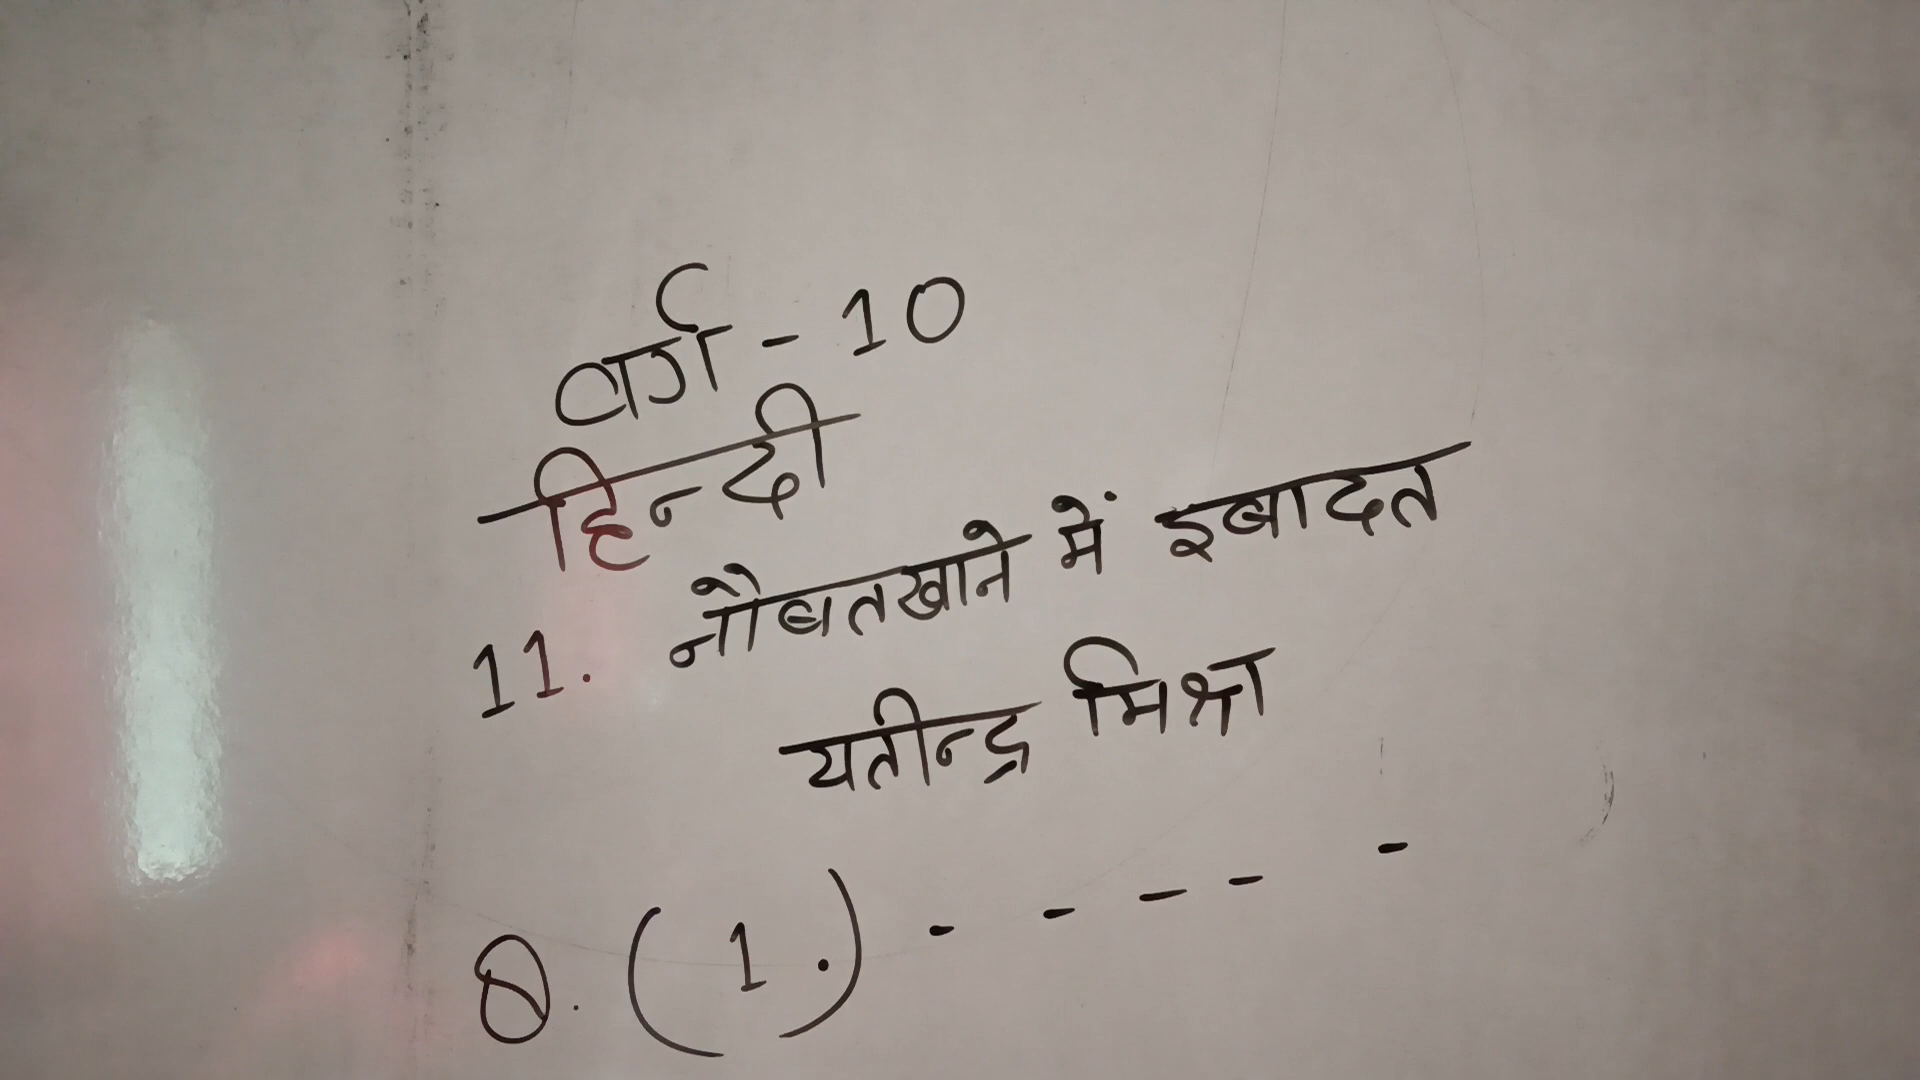 वर्ग - 10
हिन्दी
11. नौबतखाने में इबादत
यतीन्द्र मिश्र
Q. (1.) - - - - -